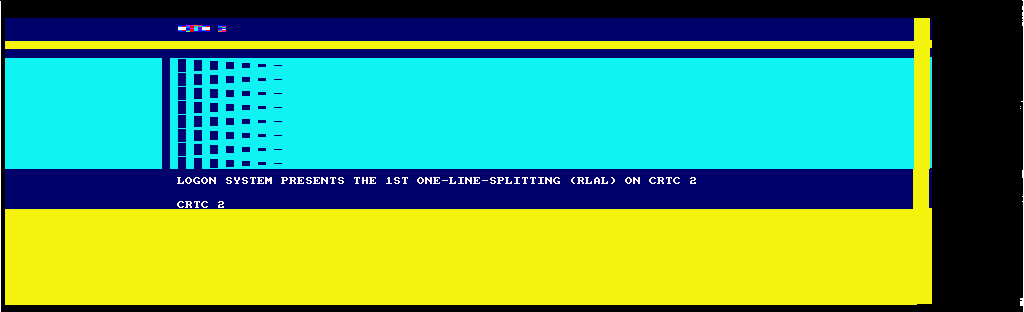 LOGON SYSTEM PRESENTS THE 1ST ONE-LINE-SPLITTING (RLAL) ON CRTC 2
CRTC 2